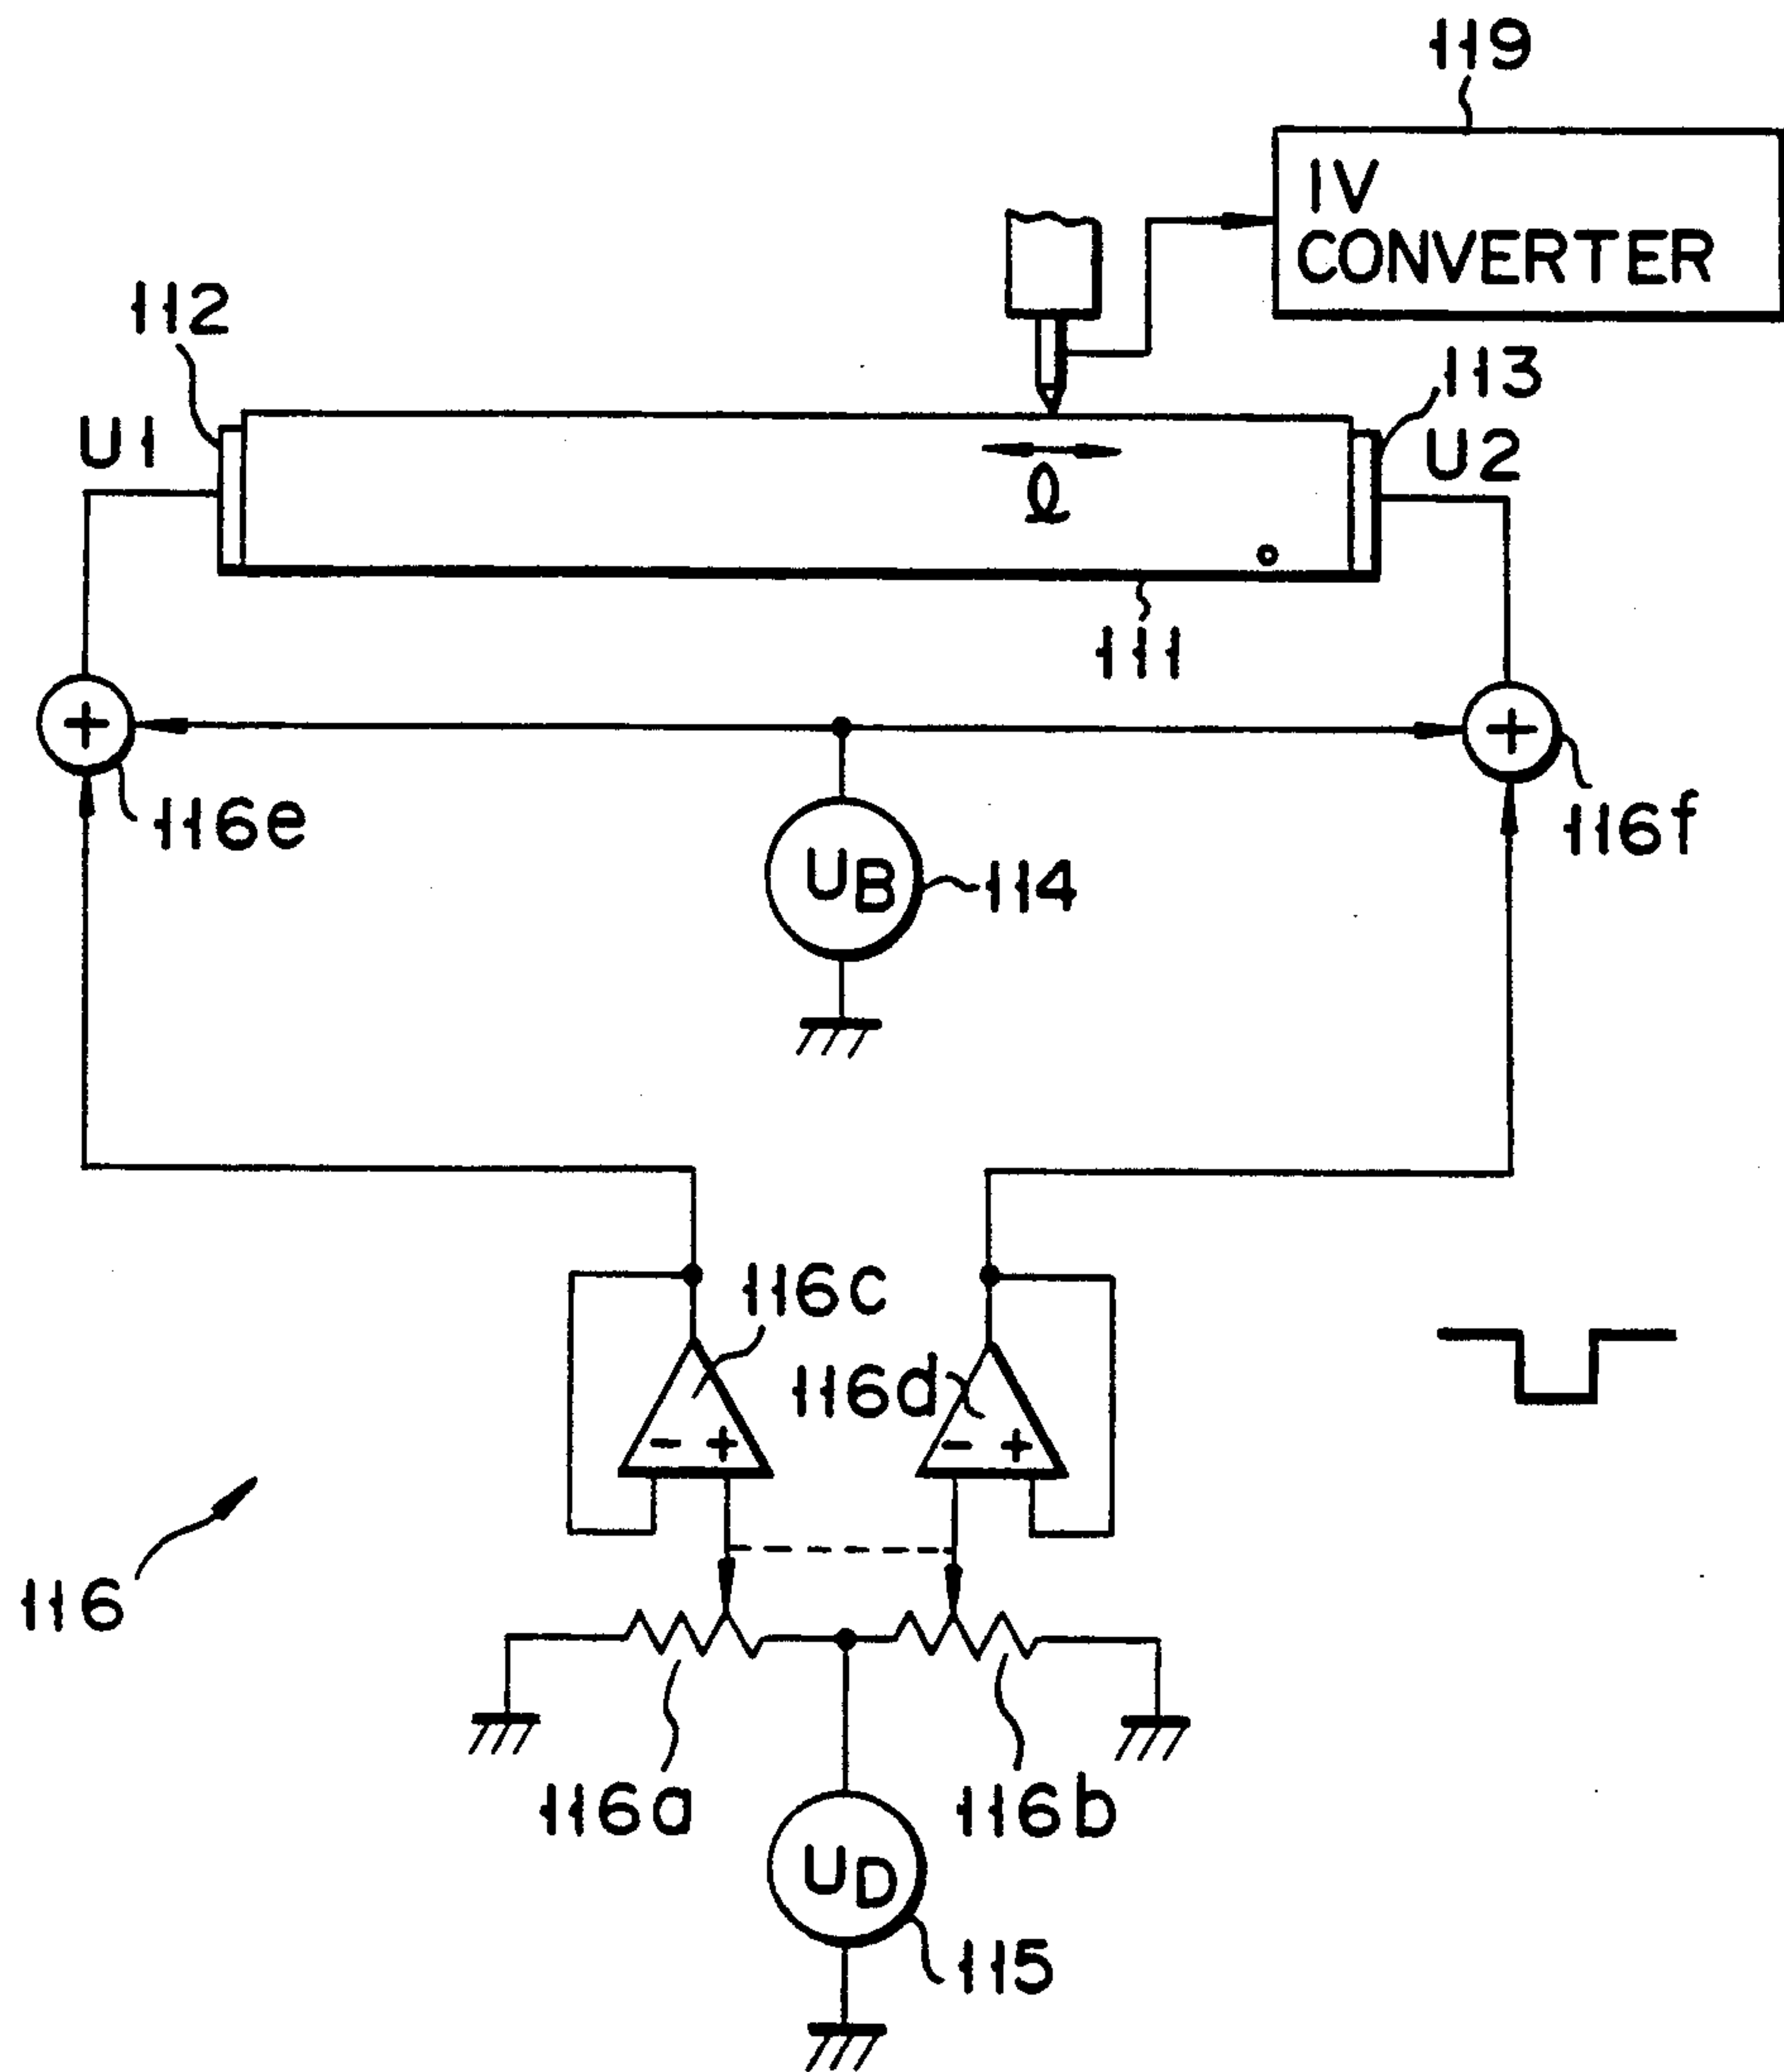 119
IV
CONVERTER
112
113
U1
U2
ℓ
111
116e
116f
UB
114
116c
116d
- +
- +
116
116a
116b
UD
115